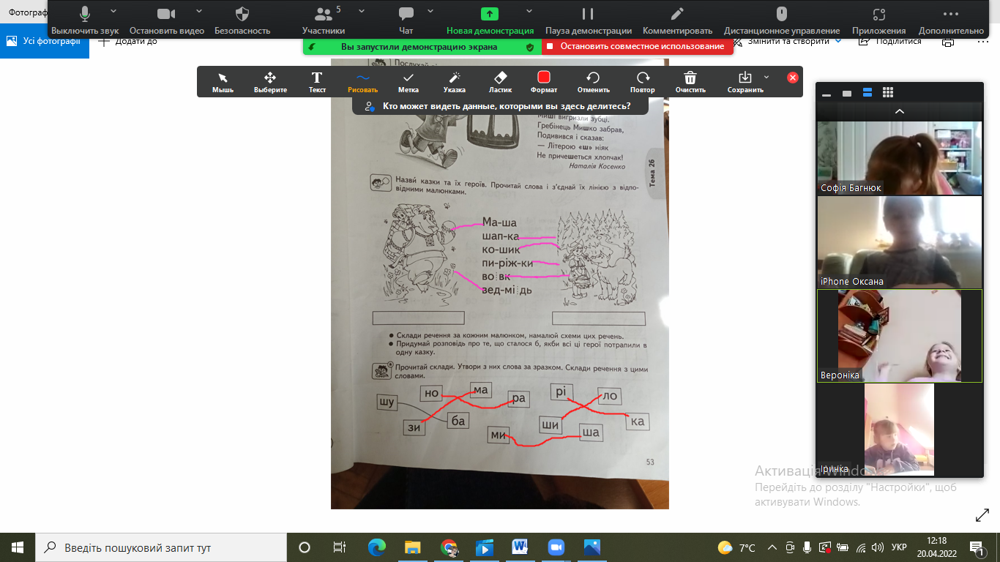 Фотограф
5
Выключить звук
Остановить видео
Безопасность
Участники
Чат
Новая демонстрация
Пауза демонстрации
Комментировать
Дистанционное управление
Приложения
Дополнительно
Усі фотографії
Додати до
Вы запустили демонстрацию экрана
Остановить совместное использование
Змінити та створити
Поділитися
Послухай
Мышь
Выберите
Текст
Рисовать
Метка
Указка
Ластик
Формат
Отменить
Повтор
Очистить
Сохранить
Кто может видеть данные, которыми вы здесь делитесь?
Миші вигризли зубці.
Гребінець Мишко забрав,
Подивився і сказав:
— Літерою «ш» ніяк
Не причешеться хлопчак!
Наталія Косенко
Тема 26
Назви казки та їх героїв. Прочитай слова і з'єднай їх лінією з відпо-
відними малюнками.
Ма-ша
шап-ка
ко-шик
пи-ріж-ки
во вк
вед-мі дь
● Склади речення за кожним малюнком, намалюй схеми цих речень.
● Придумай розповідь про те, що сталося б, якби всі ці герої потрапили в
одну казку.
Прочитай склади. Утвори з них слова за зразком. Склади речення з цими
словами.
шу
но
ма
ра
рі
ло
зи
ба
ми
ши
ша
ка
53
Софія Багнюк
iPhone Оксана
Вероніка
Іринка
Активація Windows
Перейдіть до розділу "Настройки", щоб
активувати Windows.
Введіть пошуковий запит тут
7°C
УКР
12:18
20.04.2022
1